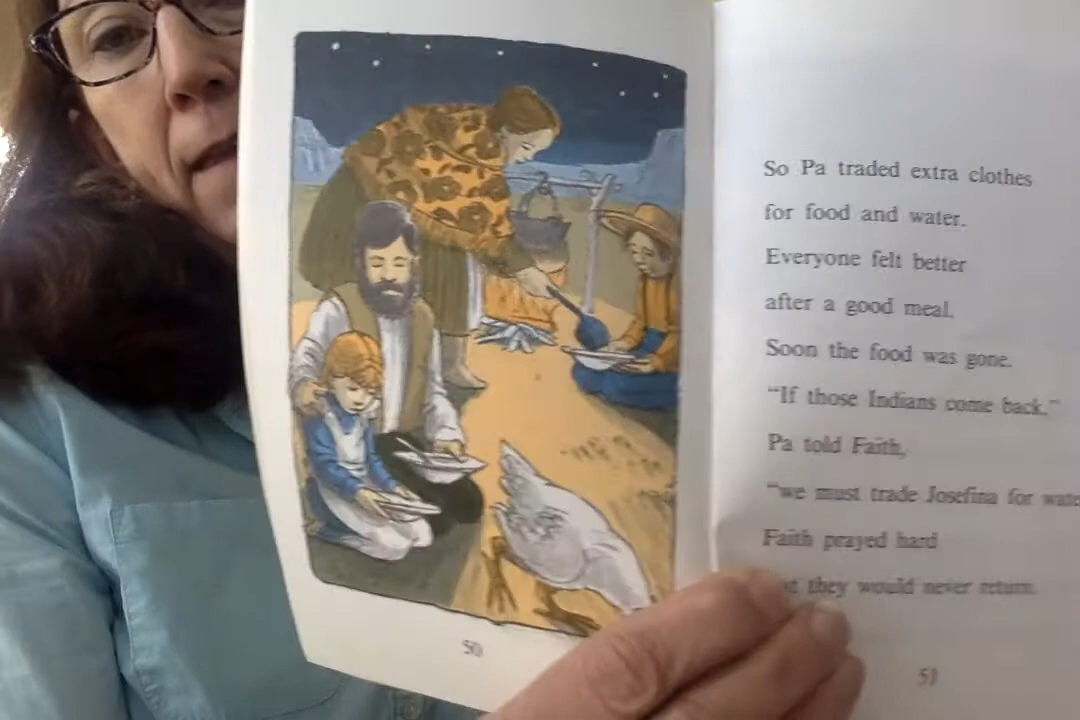 50
So Pa traded extra clothes
for food and water.
Everyone felt better
after a good meal.
Soon the food was gone.
"If those Indians come back,"
Pa told Faith,
"we must trade Josefina for
Faith prayed hard
they would never return.
51